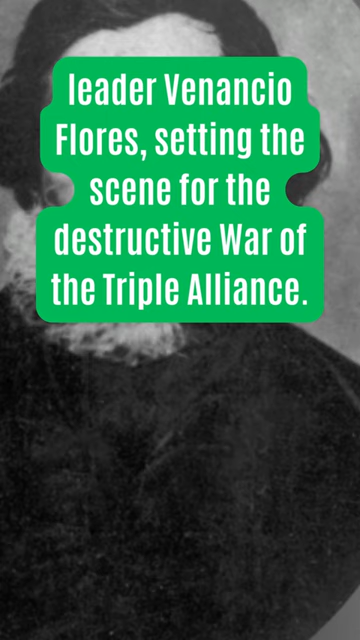 leader Venancio
Flores, setting the
scene for the
destructive War of
the Triple Alliance.